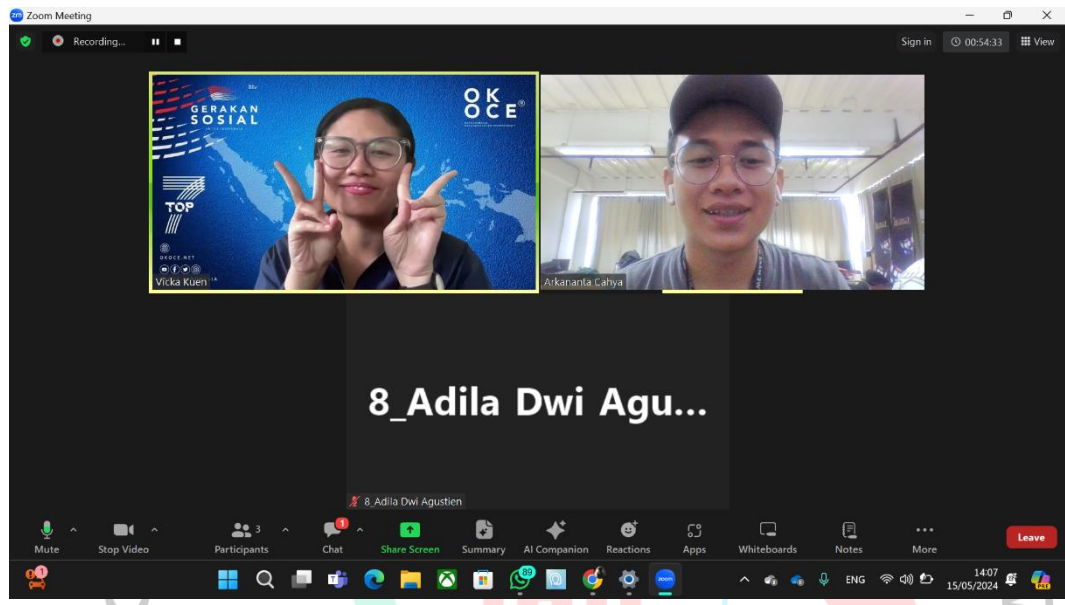 Zoom Meeting
Recording...
Sign in
00:54:33
View
GERAKAN
SOSIAL
OK
OCE®
7
TOP
OKOCE.NET
Vicka Kuen
Arkananta Cahya
8_Adila Dwi Agu...
8_Adila Dwi Agustien
3
1
Mute
Stop Video
Participants
Chat
Share Screen
Summary
AI Companion
Reactions
Apps
Whiteboards
Notes
More
Leave
89
zoom
ENG
14:07
15/05/2024
PRE